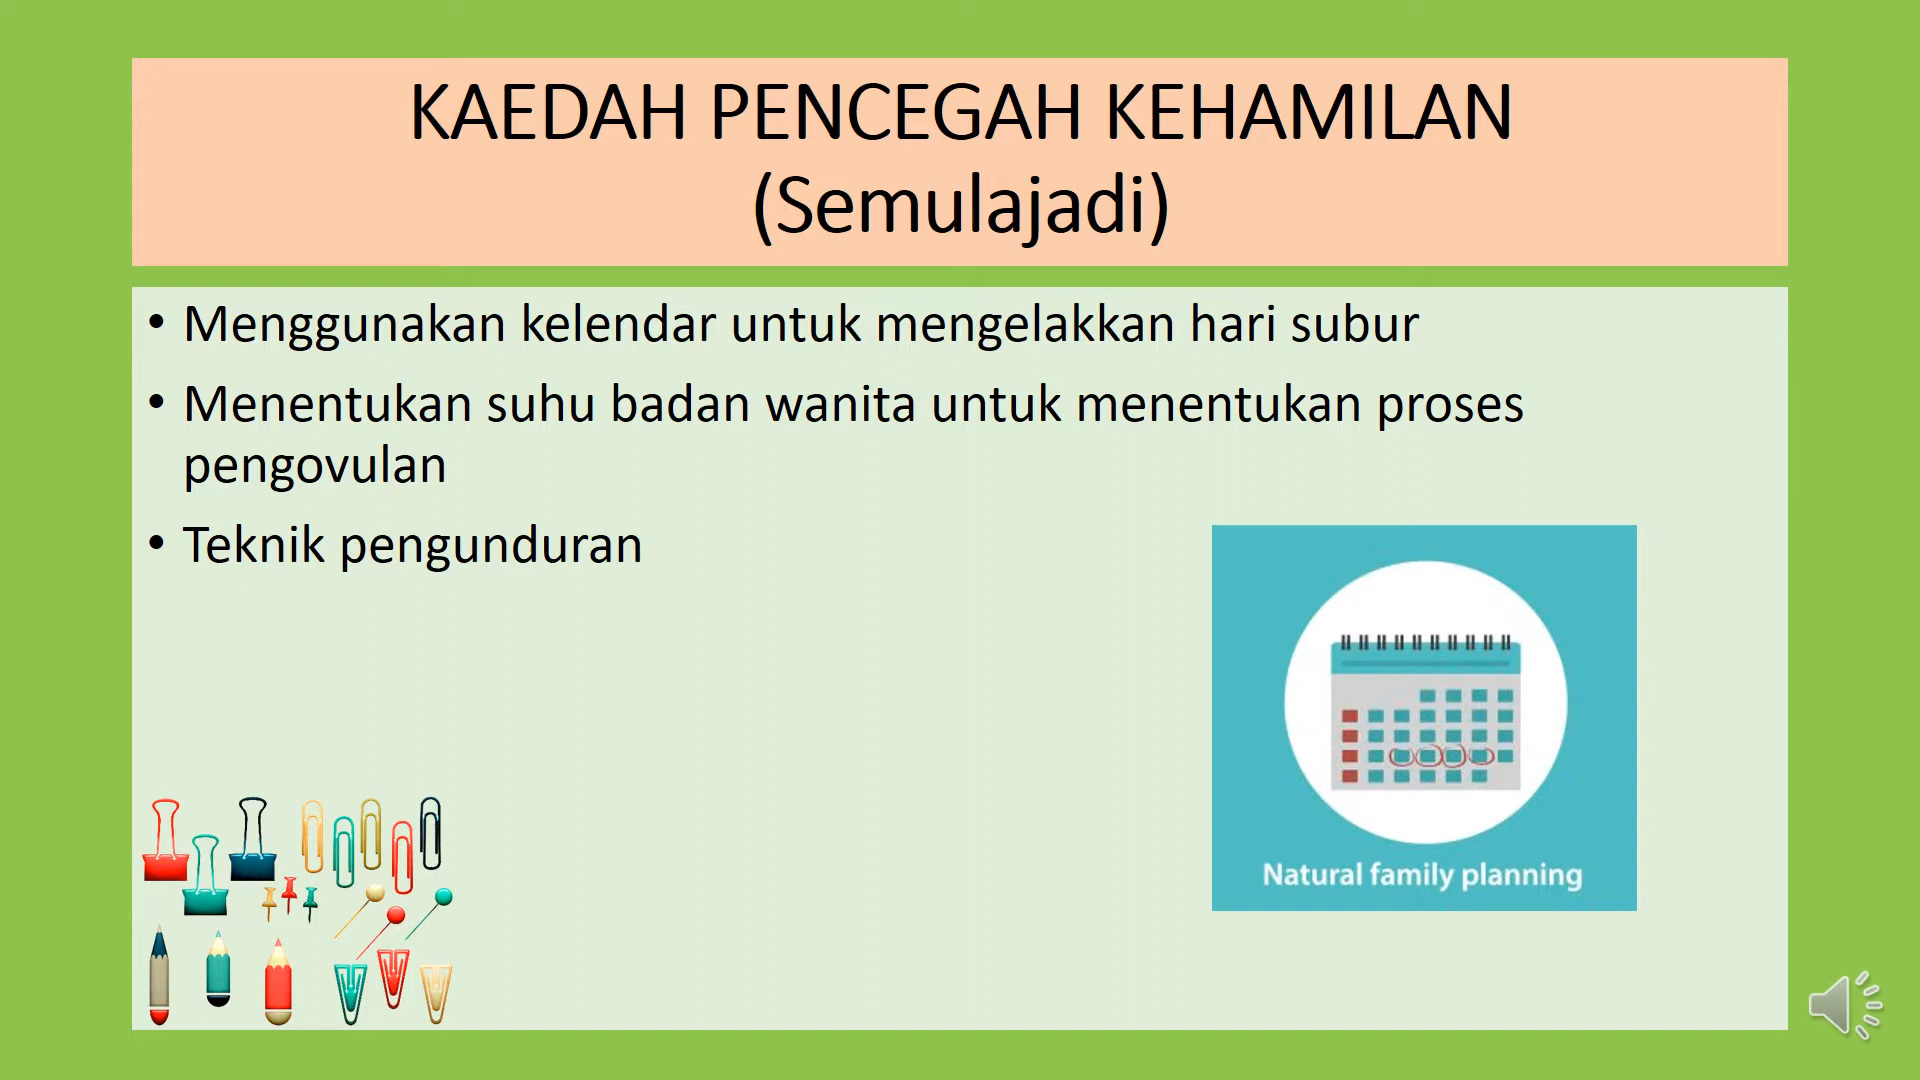 KAEDAH PENCEGAH KEHAMILAN
(Semulajadi)
• Menggunakan kelendar untuk mengelakkan hari subur
• Menentukan suhu badan wanita untuk menentukan proses
pengovulan
• Teknik pengunduran
Natural family planning